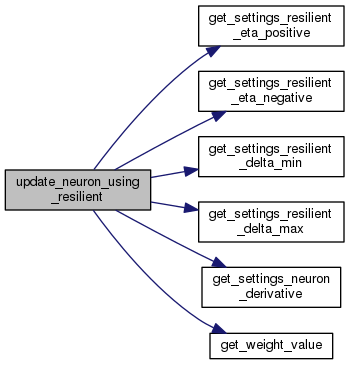 get_settings_resilient
_eta_positive
get_settings_resilient
_eta_negative
get_settings_resilient
_delta_min
update_neuron_using
_resilient
get_settings_resilient
_delta_max
get_settings_neuron
_derivative
get_weight_value